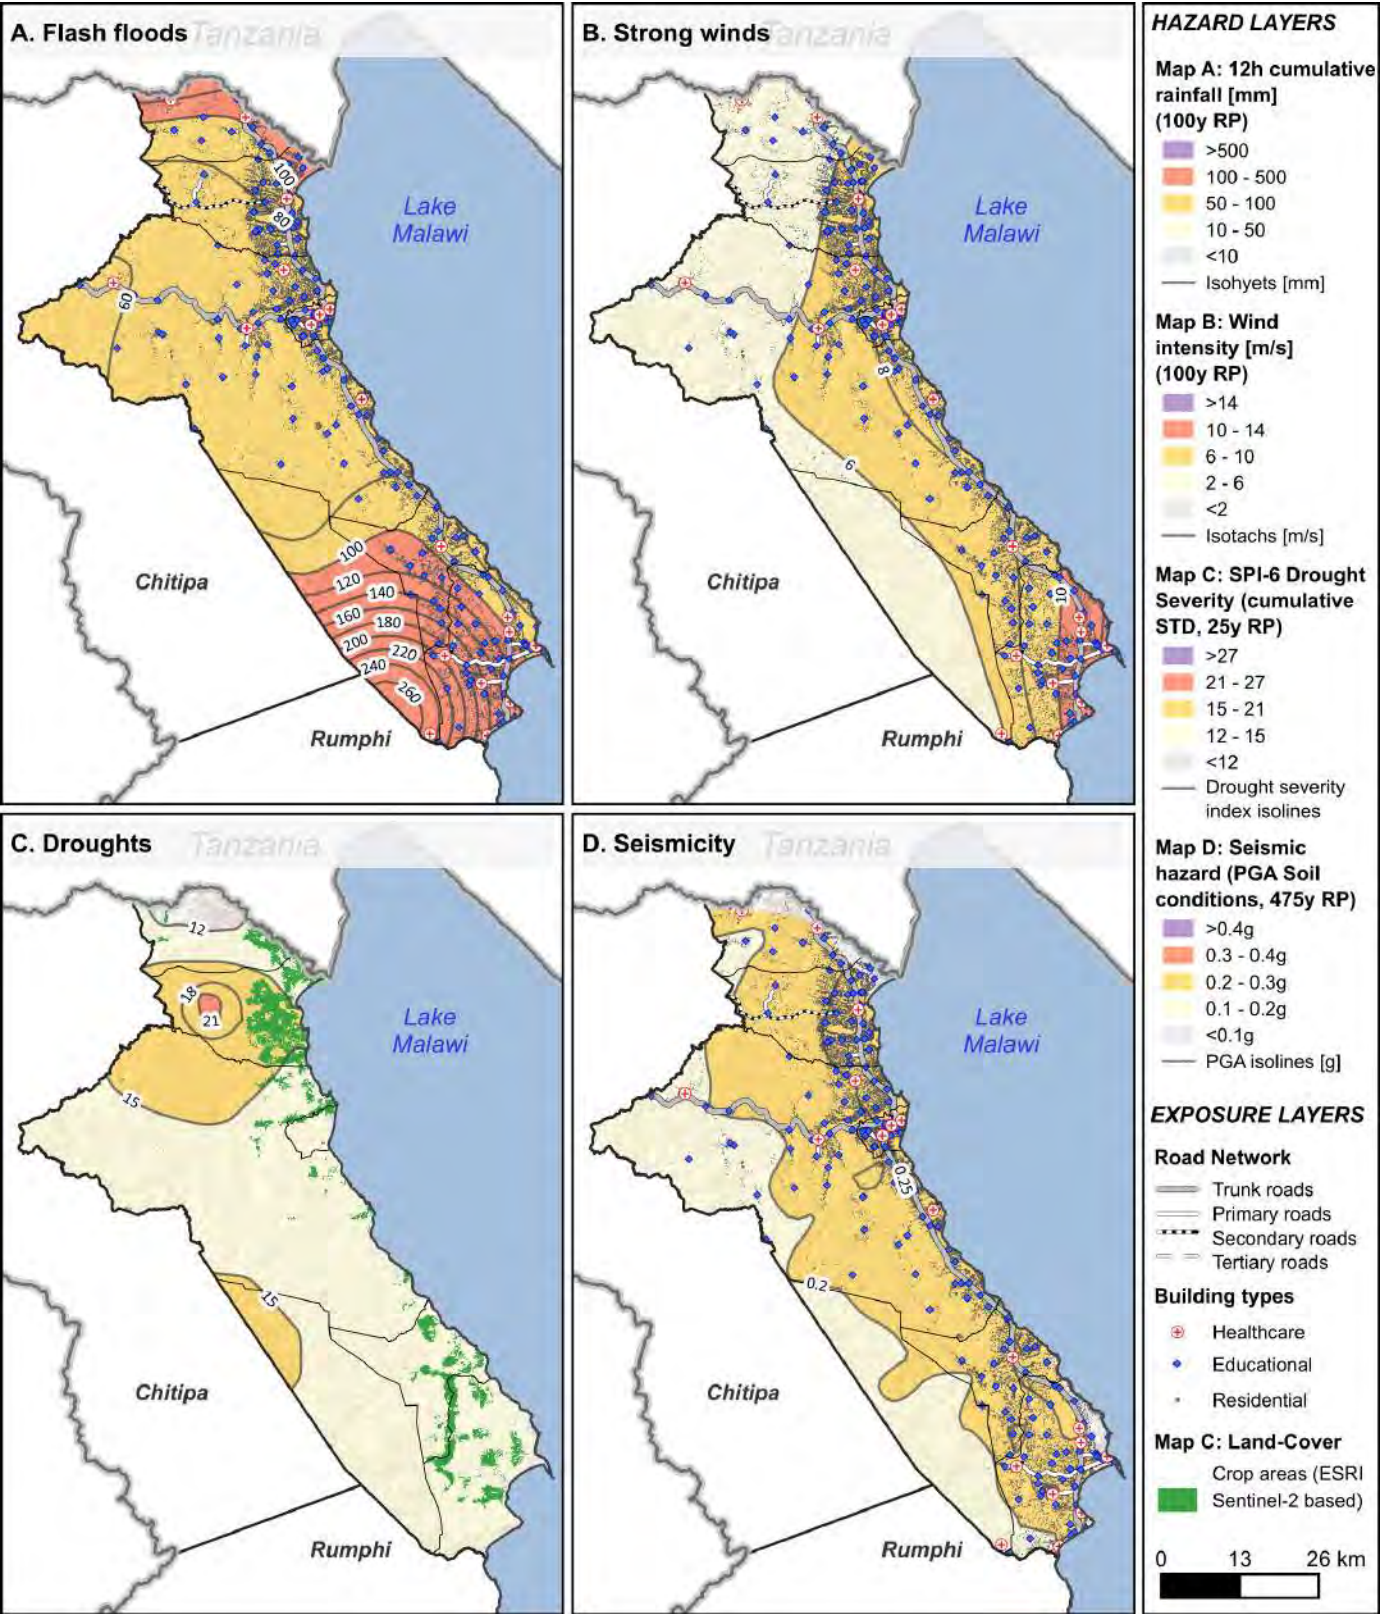 A. Flash floods
Tanzania
100
80
60
100
120
140
160
180
200
220
240
260
Lake
Malawi
Chitipa
Rumphi
B. Strong winds
Tanzania
8
6
10
Lake
Malawi
Chitipa
Rumphi
C. Droughts
Tanzania
12
18
21
15
15
Lake
Malawi
Chitipa
Rumphi
D. Seismicity
Tanzania
0.25
0.2
Lake
Malawi
Chitipa
Rumphi
HAZARD LAYERS
Map A: 12h cumulative
rainfall [mm]
(100y RP)
>500
100 - 500
50 - 100
10 - 50
<10
Isohyets [mm]
Map B: Wind
intensity [m/s]
(100y RP)
>14
10 - 14
6 - 10
2 - 6
<2
Isotachs [m/s]
Map C: SPI-6 Drought
Severity (cumulative
STD, 25y RP)
>27
21 - 27
15 - 21
12 - 15
<12
Drought severity
index isolines
Map D: Seismic
hazard (PGA Soil
conditions, 475y RP)
>0.4g
0.3 - 0.4g
0.2 - 0.3g
0.1 - 0.2g
<0.1g
PGA isolines [g]
EXPOSURE LAYERS
Road Network
Trunk roads
Primary roads
Secondary roads
Tertiary roads
Building types
Healthcare
Educational
Residential
Map C: Land-Cover
Crop areas (ESRI
Sentinel-2 based)
0 13 26 km